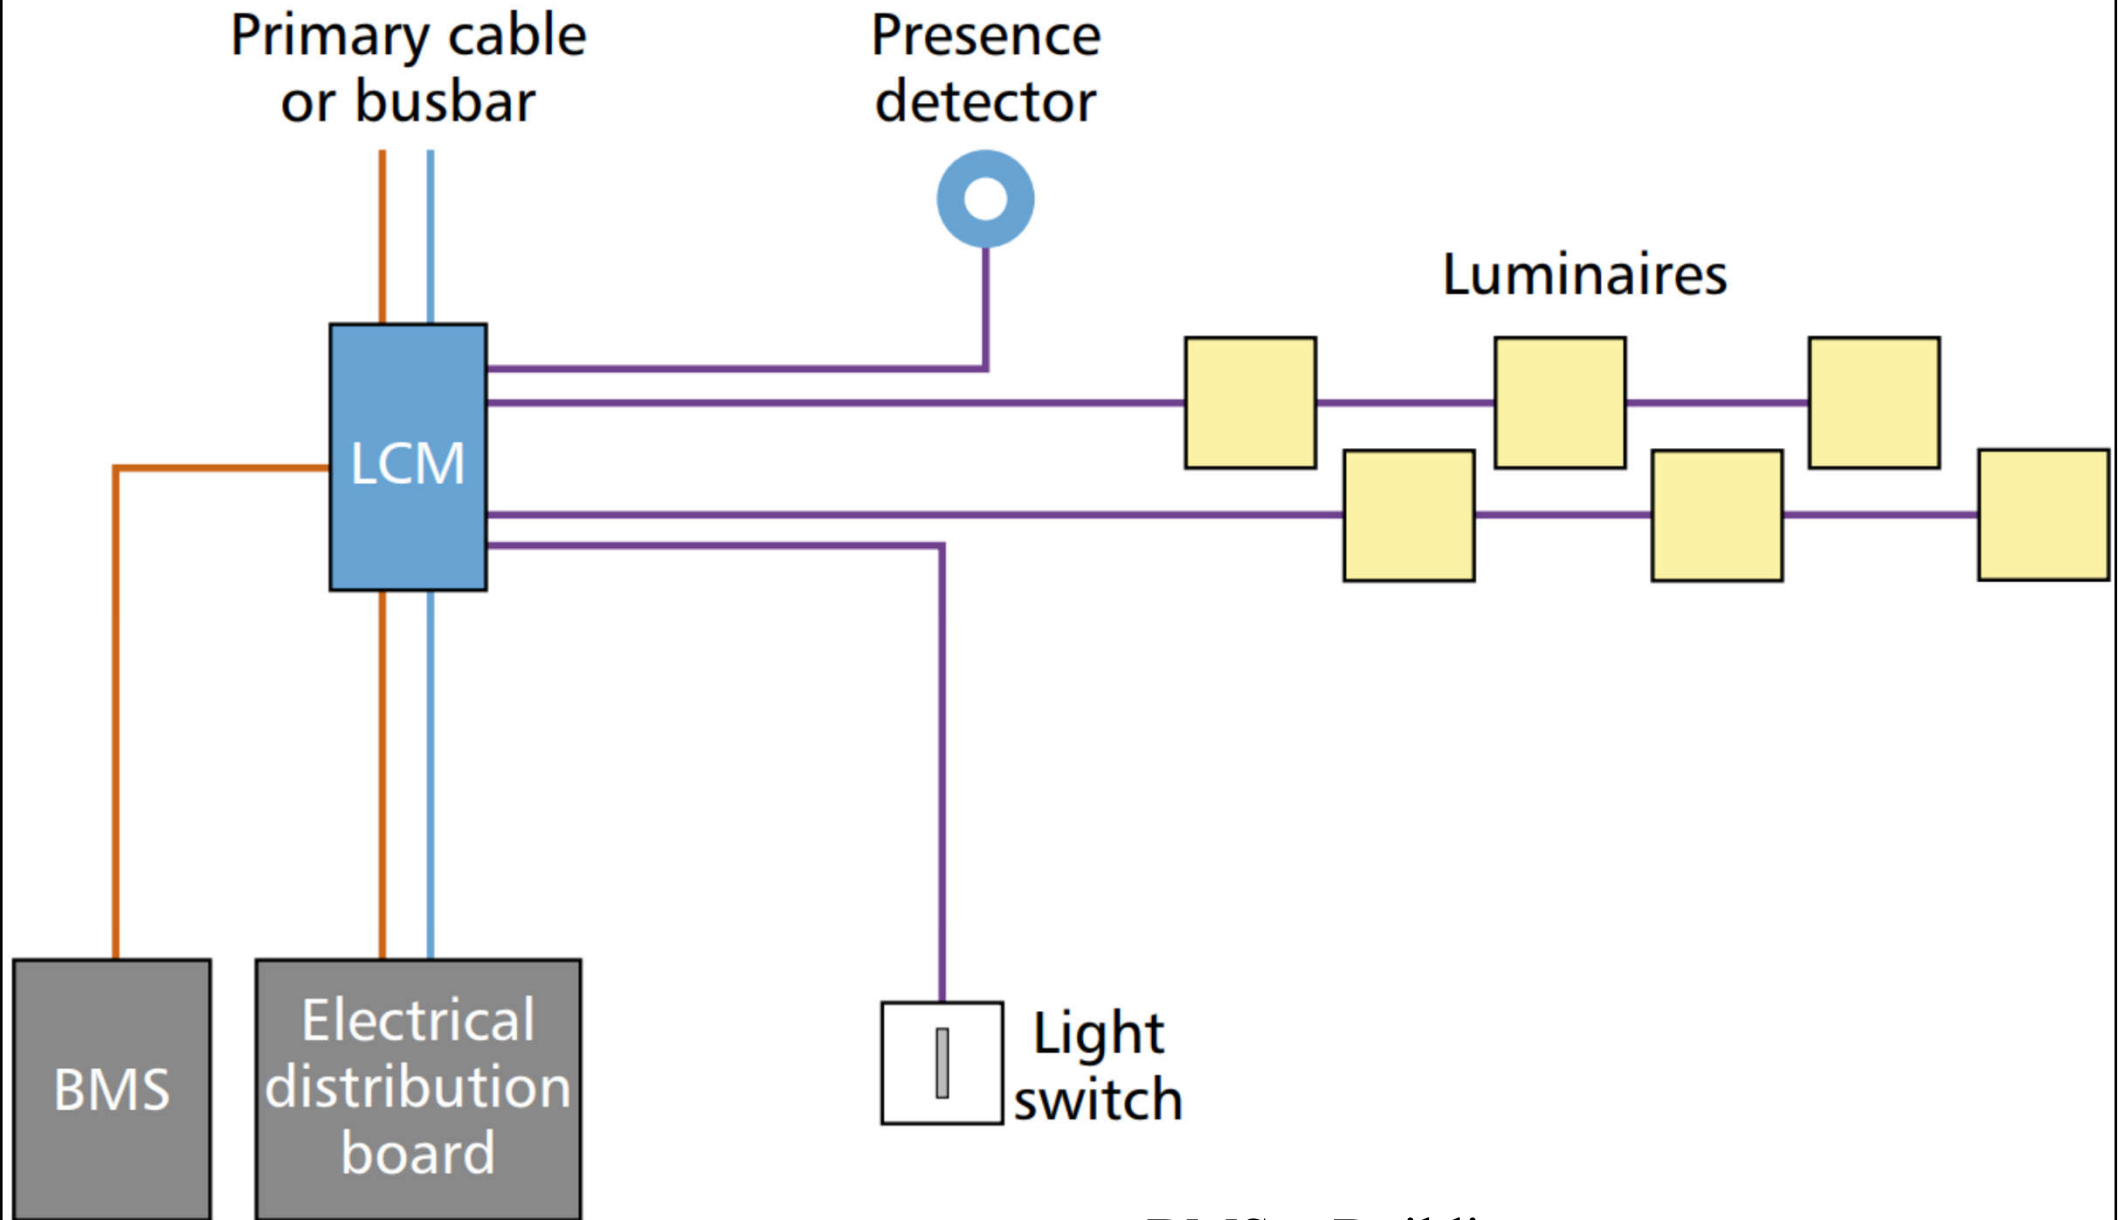 Primary cable
or busbar
Presence
detector
Luminaires
LCM
BMS
Electrical
distribution
board
Light
switch